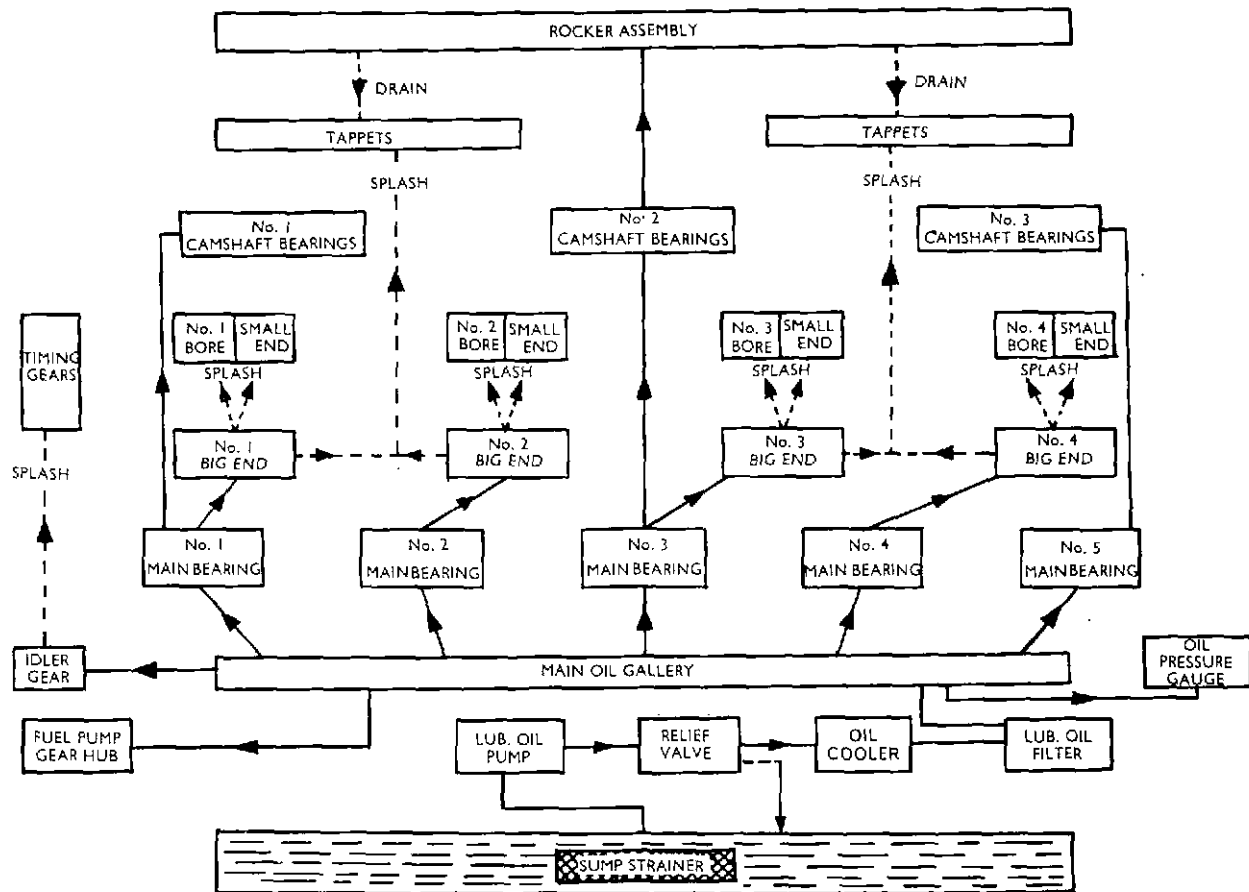 ROCKER ASSEMBLY
DRAIN
DRAIN
TAPPETS
TAPPETS
SPLASH
SPLASH
No. 1
CAMSHAFT BEARINGS
No. 2
CAMSHAFT BEARINGS
No. 3
CAMSHAFT BEARINGS
TIMING
GEARS
No. 1
BORE
SMALL
END
No. 2
BORE
SMALL
END
No. 3
BORE
SMALL
END
No. 4
BORE
SMALL
END
SPLASH
SPLASH
SPLASH
SPLASH
No. 1
BIG END
No. 2
BIG END
No. 3
BIG END
No. 4
BIG END
SPLASH
No. 1
MAIN BEARING
No. 2
MAIN BEARING
No. 3
MAIN BEARING
No. 4
MAIN BEARING
No. 5
MAIN BEARING
IDLER
GEAR
MAIN OIL GALLERY
OIL
PRESSURE
GAUGE
FUEL PUMP
GEAR HUB
LUB. OIL
PUMP
RELIEF
VALVE
OIL
COOLER
LUB. OIL
FILTER
SUMP STRAINER